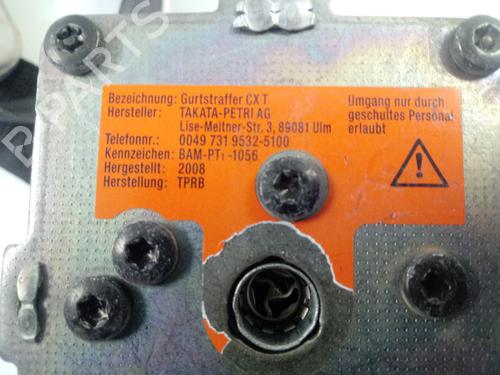 Bezeichnung: Gurtstraffer CX T
Hersteller: TAKATA-PETRI AG
Lise-Meitner-Str. 3, 89081 Ulm
Telefonnr.: 0049 731 9532-5100
Kennzeichen: BAM-PT1-1056
Hergestellt: 2008
Herstellung: TPRB
Umgang nur durch
geschultes Personal
erlaubt
!
B-PARTS